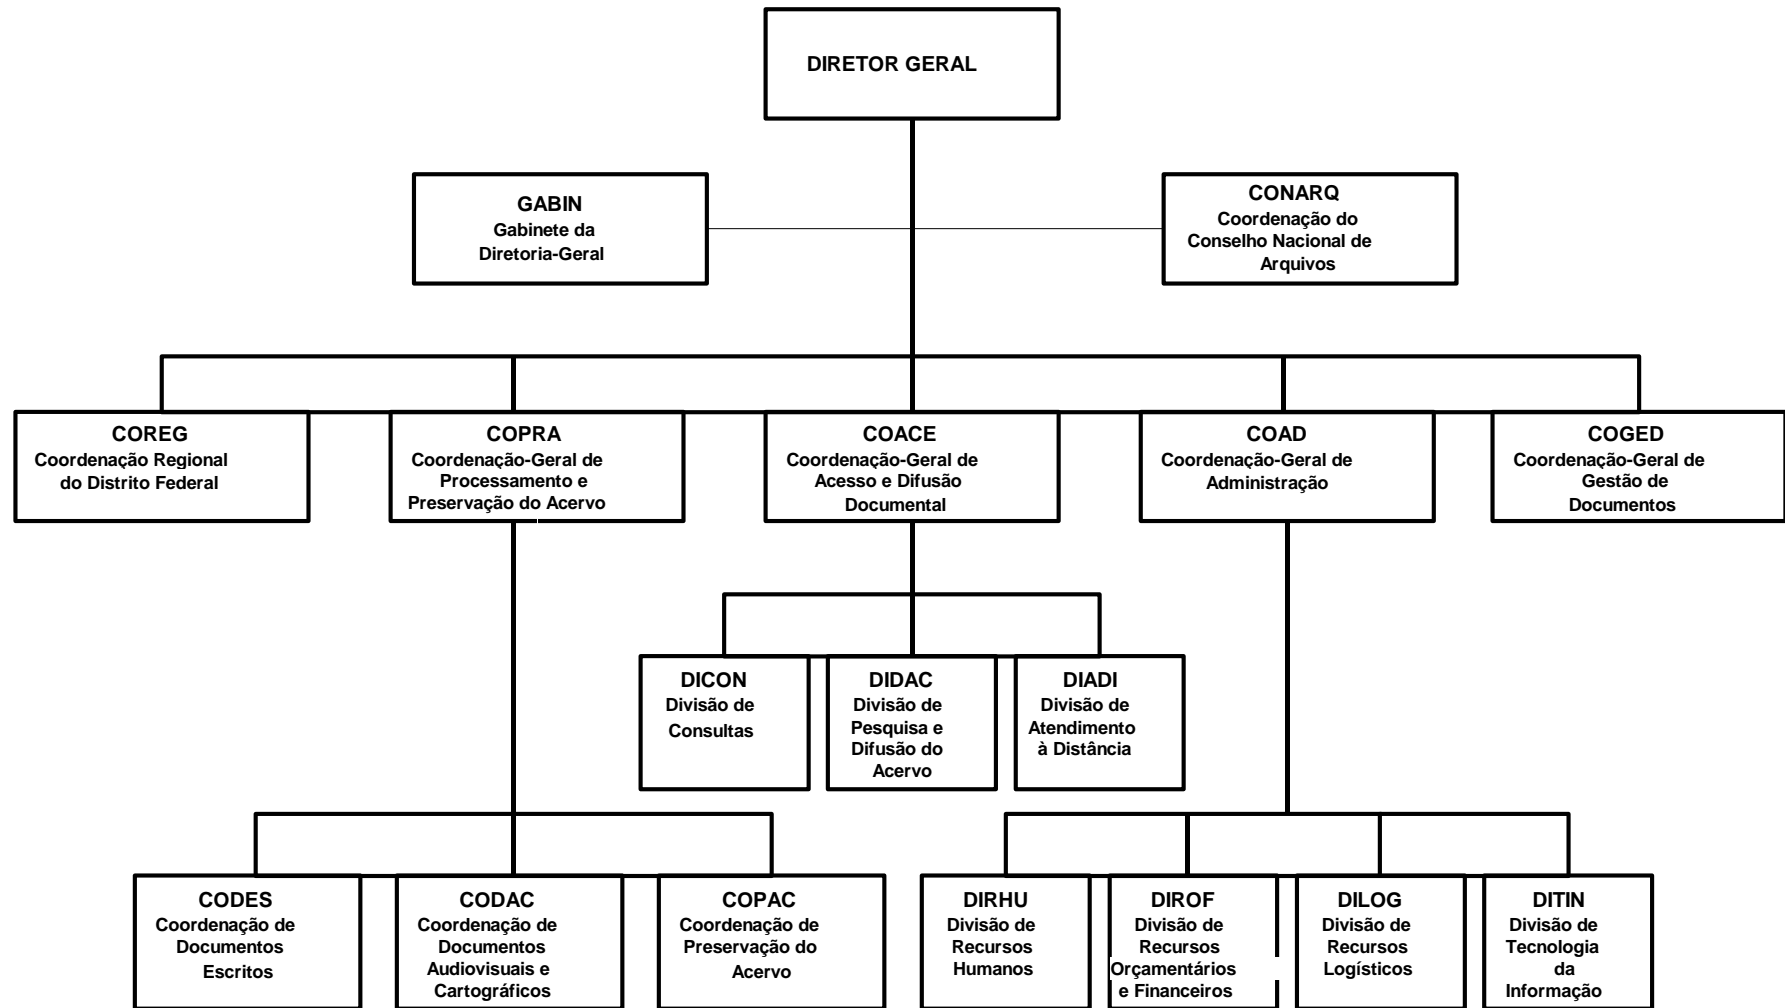 DIRETOR GERAL
GABIN
Gabinete da
Diretoria-Geral
CONARQ
Coordenação do
Conselho Nacional de
Arquivos
COREG
Coordenação Regional
do Distrito Federal
COPRA
Coordenação-Geral de
Processamento e
Preservação do Acervo
COACE
Coordenação-Geral de
Acesso e Difusão
Documental
COAD
Coordenação-Geral de
Administração
COGED
Coordenação-Geral de
Gestão de
Documentos
DICON
Divisão de
Consultas
DIDAC
Divisão de
Pesquisa e
Difusão do
Acervo
DIADI
Divisão de
Atendimento
à Distância
CODES
Coordenação de
Documentos
Escritos
CODAC
Coordenação de
Documentos
Audiovisuais e
Cartográficos
COPAC
Coordenação de
Preservação do
Acervo
DIRHU
Divisão de
Recursos
Humanos
DIROF
Divisão de
Recursos
Orçamentários
e Financeiros
DILOG
Divisão de
Recursos
Logísticos
DITIN
Divisão de
Tecnologia
da
Informação